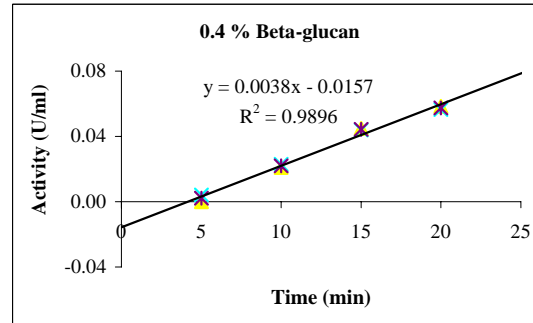 0.4 % Beta-glucan
y = 0.0038x - 0.0157
R² = 0.9896
0.08
0.04
0.00
-0.04
0 5 10 15 20 25
Activity (U/ml)
Time (min)